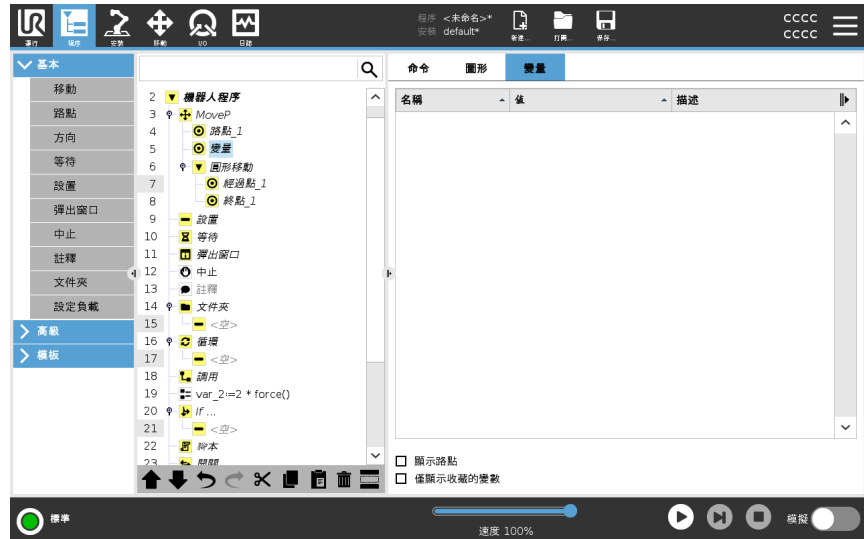 運行
程序
安裝
移動
I/O
日誌
程序 <未命名>*
安裝 default*
新建...
打開...
保存...
CCCC
CCCC
基本
移動
路點
方向
等待
設置
彈出窗口
中止
註釋
文件夾
設定負載
高級
模板
2 機器人程序
3 MoveP
4 路點_1
5 變量
6 圓形移動
7 經過點_1
8 終點_1
9 設置
10 等待
11 彈出窗口
12 中止
13 註釋
14 文件夾
15 <空>
16 循環
17 <空>
18 調用
19 var_2:=2 * force()
20 If ...
21 <空>
22 腳本
23 開關
命令 圖形 變量
名稱 值 描述
顯示路點
僅顯示收藏的變數
標準
速度 100%
模擬